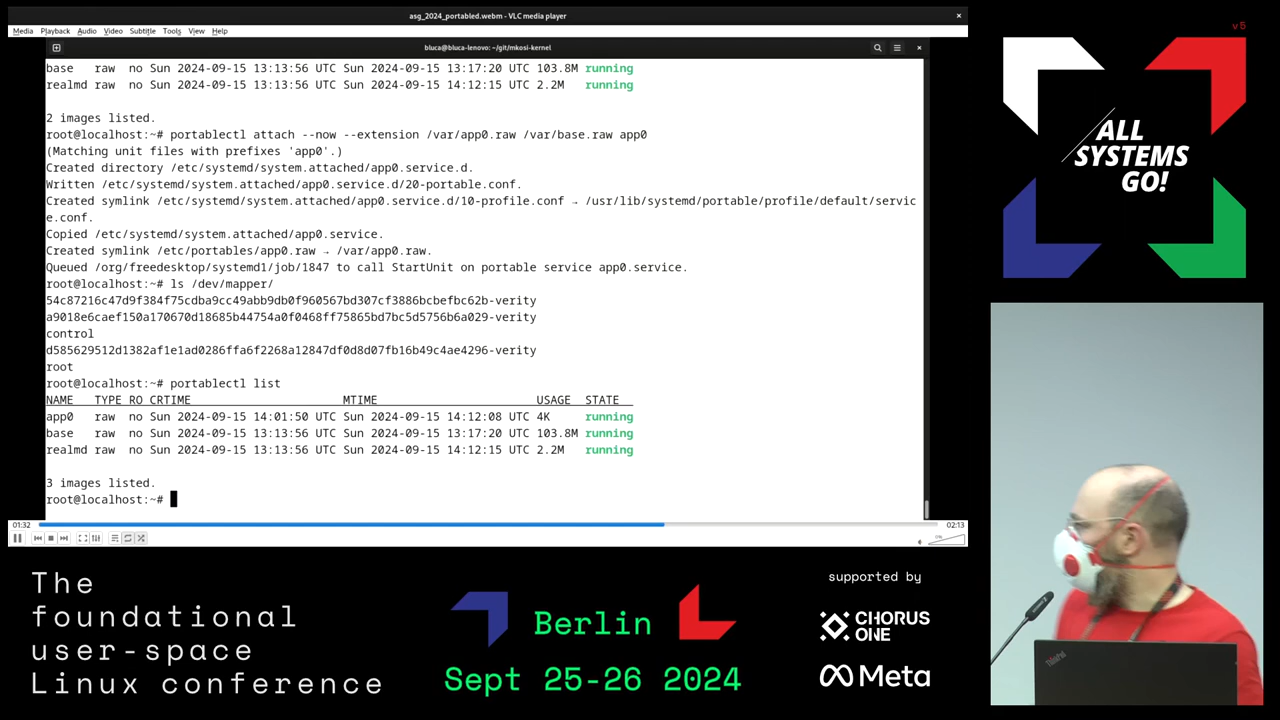 asg_2024_portabled.webm - VLC media player
Media Playback Audio Video Subtitle Tools View Help
bluca@bluca-lenovo: ~/git/mkosi-kernel
base raw no Sun 2024-09-15 13:13:56 UTC Sun 2024-09-15 13:17:20 UTC 103.8M running
realmd raw no Sun 2024-09-15 13:13:56 UTC Sun 2024-09-15 14:12:15 UTC 2.2M running
2 images listed.
root@localhost:~# portablectl attach --now --extension /var/app0.raw /var/base.raw app0
(Matching unit files with prefixes 'app0'.)
Created directory /etc/systemd/system.attached/app0.service.d.
Written /etc/systemd/system.attached/app0.service.d/20-portable.conf.
Created symlink /etc/systemd/system.attached/app0.service.d/10-profile.conf → /usr/lib/systemd/portable/profile/default/servic
e.conf.
Copied /etc/systemd/system.attached/app0.service.
Created symlink /etc/portables/app0.raw → /var/app0.raw.
Queued /org/freedesktop/systemd1/job/1847 to call StartUnit on portable service app0.service.
root@localhost:~# ls /dev/mapper/
54c87216c47d9f384f75cdba9cc49abb9db0f960567bd307cf3886bcbefbc62b-verity
a9018e6caef150a170670d18685b44754a0f0468ff75865bd7bc5d5756b6a029-verity
control
d585629512d1382af1e1ad0286ffa6f2268a12847df0d8d07fb16b49c4ae4296-verity
root
root@localhost:~# portablectl list
NAME TYPE RO CRTIME MTIME USAGE STATE
app0 raw no Sun 2024-09-15 14:01:50 UTC Sun 2024-09-15 14:12:08 UTC 4K running
base raw no Sun 2024-09-15 13:13:56 UTC Sun 2024-09-15 13:17:20 UTC 103.8M running
realmd raw no Sun 2024-09-15 13:13:56 UTC Sun 2024-09-15 14:12:15 UTC 2.2M running
3 images listed.
root@localhost:~#
01:32 02:13
v5
ALL
SYSTEMS
GO!
ThinkPad
The
foundational
user-space
Linux conference
Berlin
Sept 25-26 2024
supported by
CHORUS
ONE
Meta